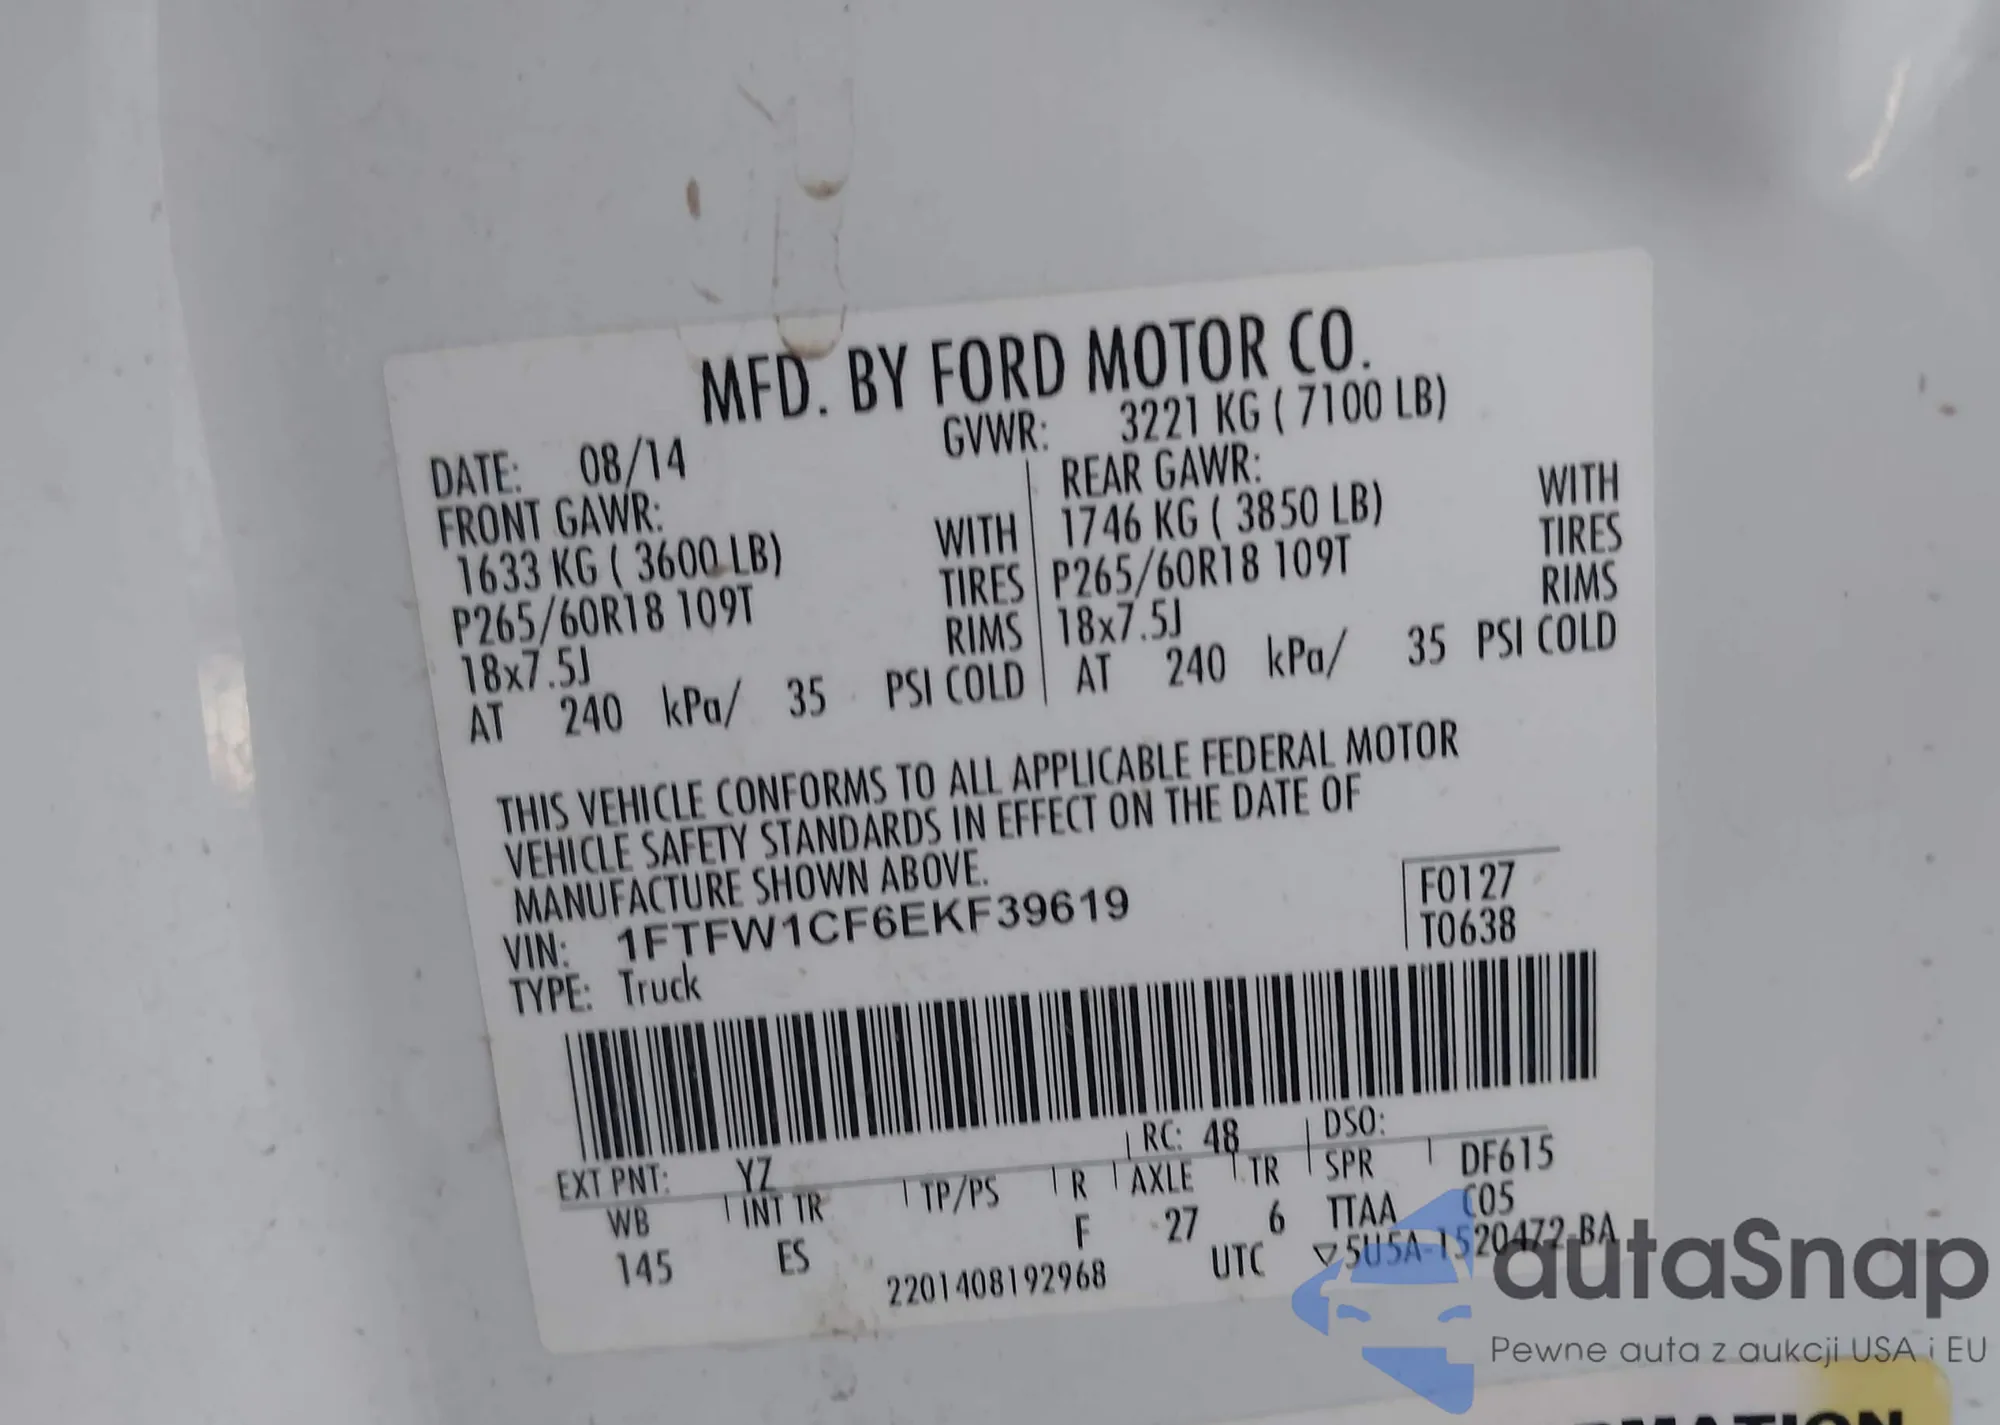 MFD. BY FORD MOTOR CO.
DATE: 08/14 GVWR: 3221 KG ( 7100 LB)
FRONT GAWR: REAR GAWR:
1633 KG ( 3600 LB) WITH 1746 KG ( 3850 LB) WITH
P265/60R18 109T TIRES P265/60R18 109T TIRES
18x7.5J RIMS 18x7.5J RIMS
AT 240 kPa/ 35 PSI COLD AT 240 kPa/ 35 PSI COLD
THIS VEHICLE CONFORMS TO ALL APPLICABLE FEDERAL MOTOR
VEHICLE SAFETY STANDARDS IN EFFECT ON THE DATE OF
MANUFACTURE SHOWN ABOVE.
F0127
VIN: 1FTFW1CF6EKF39619
T0638
TYPE: Truck
EXT PNT: YZ RC: 48 DSO:
WB INT TR TP/PS R AXLE TR SPR DF615
145 ES F 27 6 TTAA C05
2201408192968 UTC ▽5U5A-1520472-BA
autaSnap
Pewne auta z aukcji USA i EU